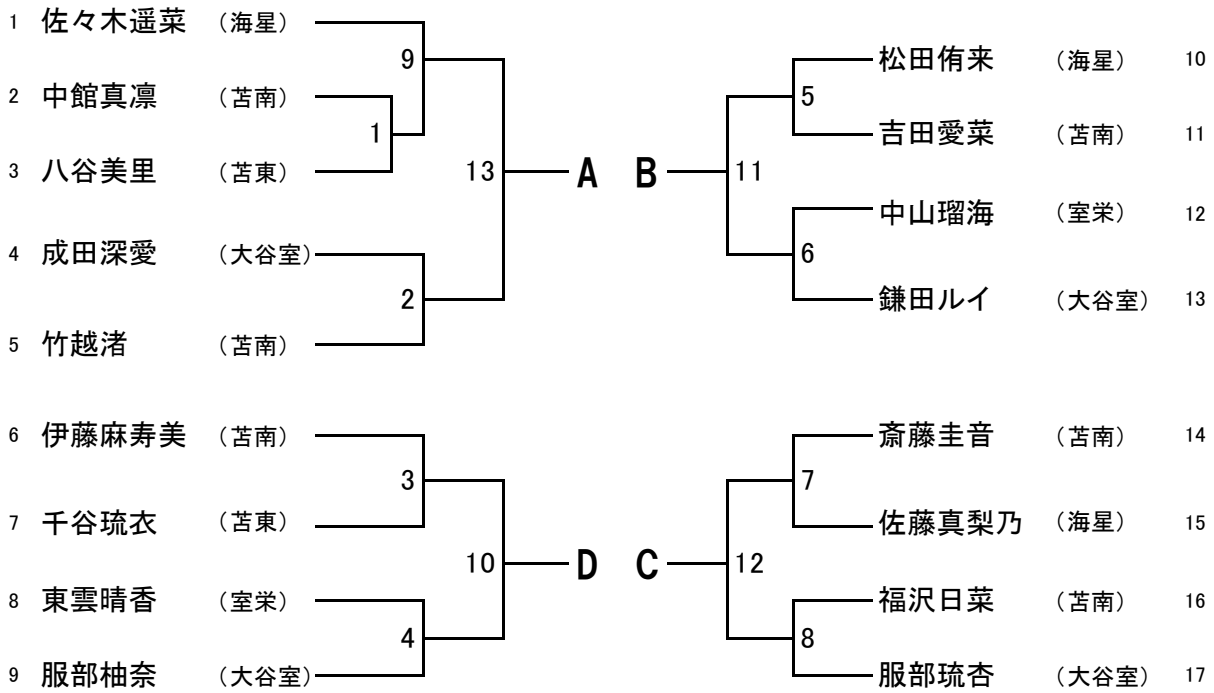 1 佐々木遥菜 (海星)
9
2 中館真凛 (苫南)
1
3 八谷美里 (苫東)
13 A
4 成田深愛 (大谷室)
2
5 竹越渚 (苫南)
松田侑来 (海星) 10
5
吉田愛菜 (苫南) 11
B 11
中山瑠海 (室栄) 12
6
鎌田ルイ (大谷室) 13
6 伊藤麻寿美 (苫南)
3
7 千谷琉衣 (苫東)
10 D
8 東雲晴香 (室栄)
4
9 服部柚奈 (大谷室)
斎藤圭音 (苫南) 14
7
佐藤真梨乃 (海星) 15
C 12
福沢日菜 (苫南) 16
8
服部琉杏 (大谷室) 17